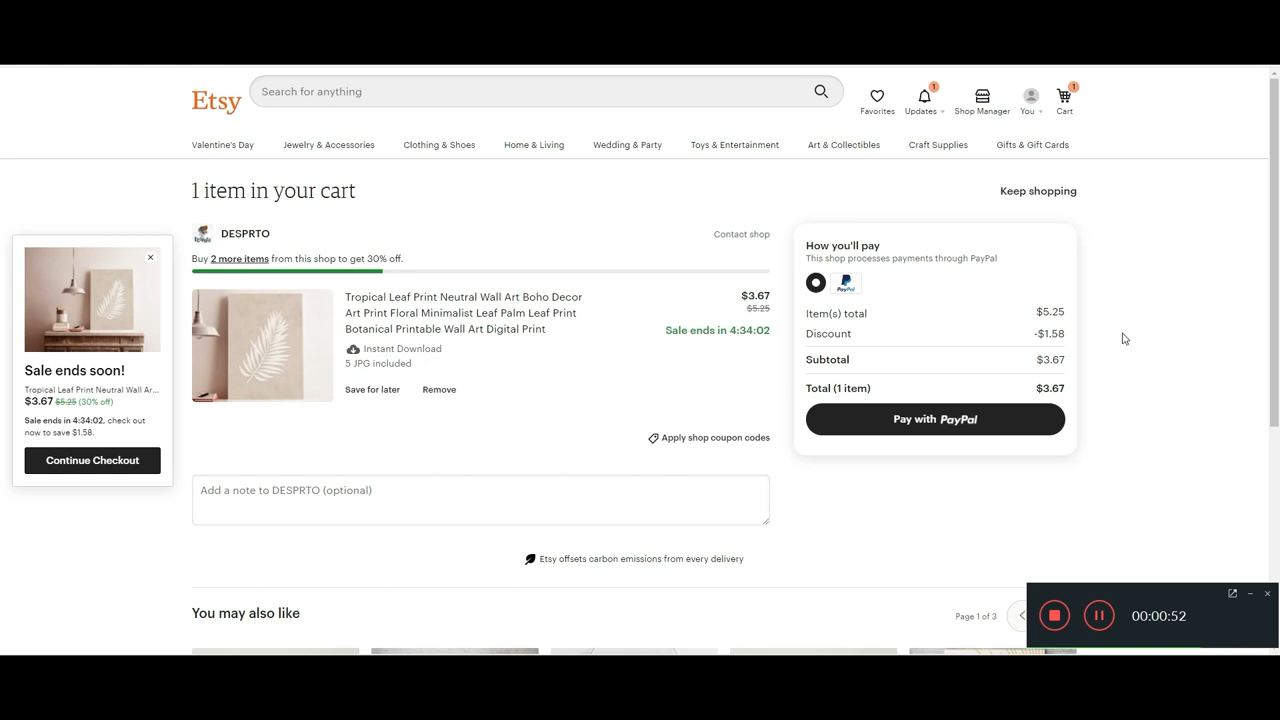 Etsy
Search for anything
1
1
Favorites
Updates
Shop Manager
You
Cart
Valentine's Day
Jewelry & Accessories
Clothing & Shoes
Home & Living
Wedding & Party
Toys & Entertainment
Art & Collectibles
Craft Supplies
Gifts & Gift Cards
1 item in your cart
Keep shopping
DESPRTO
Contact shop
Buy 2 more items from this shop to get 30% off.
Tropical Leaf Print Neutral Wall Art Boho Decor
Art Print Floral Minimalist Leaf Palm Leaf Print
Botanical Printable Wall Art Digital Print
$3.67
$5.25
Sale ends in 4:34:02
Instant Download
5 JPG included
Save for later
Remove
Apply shop coupon codes
Add a note to DESPRTO (optional)
Etsy offsets carbon emissions from every delivery
How you'll pay
This shop processes payments through PayPal
PayPal
Item(s) total
$5.25
Discount
-$1.58
Subtotal
$3.67
Total (1 item)
$3.67
Pay with PayPal
Sale ends soon!
Tropical Leaf Print Neutral Wall Ar...
$3.67 $5.25 (30% off)
Sale ends in 4:34:02, check out
now to save $1.58.
Continue Checkout
You may also like
Page 1 of 3
00:00:52